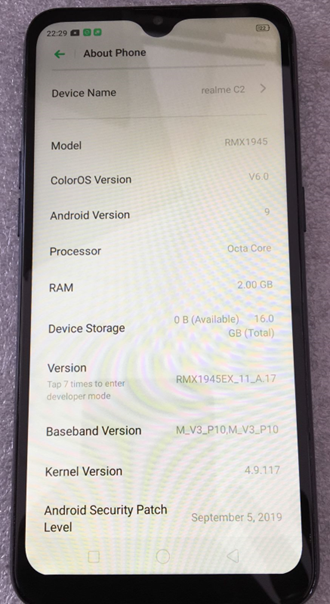 22:29
About Phone
Device Name realme C2
Model RMX1945
ColorOS Version V6.0
Android Version 9
Processor Octa Core
RAM 2.00 GB
Device Storage 0 B (Available) 16.0
GB (Total)
Version RMX1945EX_11_A.17
Tap 7 times to enter
developer mode
Baseband Version M_V3_P10,M_V3_P10
Kernel Version 4.9.117
Android Security Patch
Level September 5, 2019